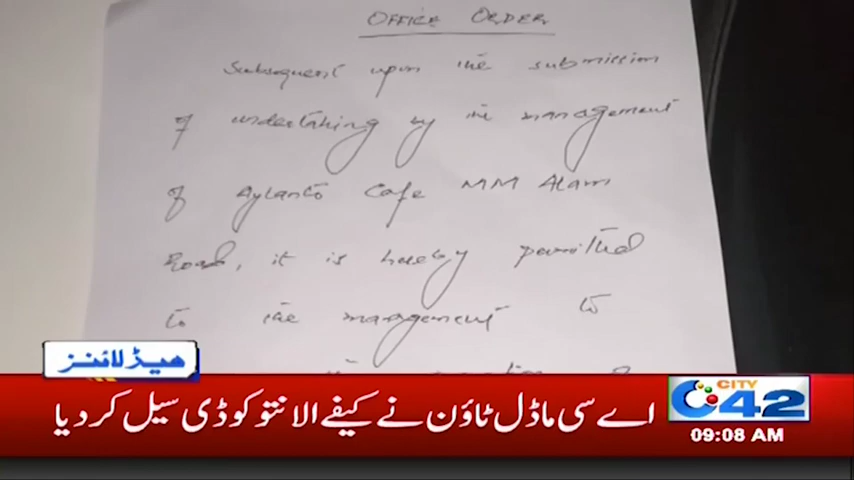 OFFICE ORDER
Subsequent upon the submission
of undertaking by the management
of Aylanto Cafe MM Alam
Road, it is hereby permitted
to the management to
ہیڈ لائنز
اے سی ماڈل ٹاؤن نے کیفے الانتو کو ڈی سیل کر دیا
CITY
42
09:08 AM